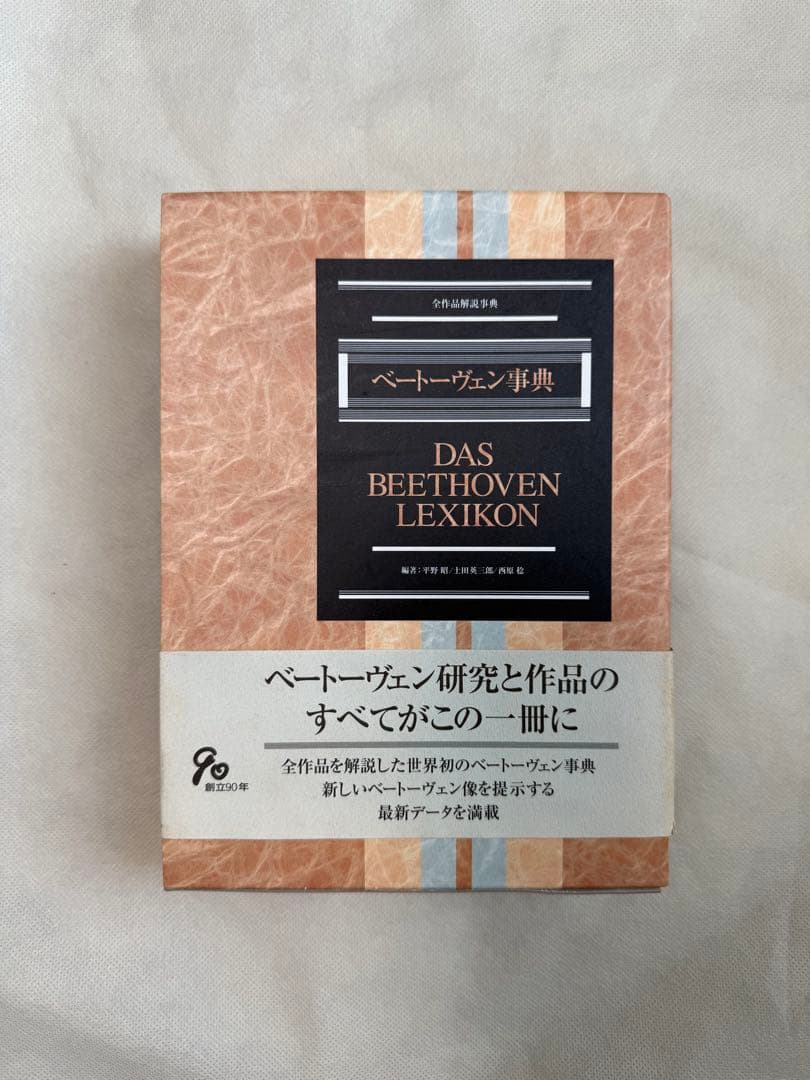 全作品解説事典
ベートーヴェン事典
DAS
BEETHOVEN
LEXIKON
編著:平野 昭/土田英三郎/西原 稔
ベートーヴェン研究と作品の
すべてがこの一冊に
90
創立90年
全作品を解説した世界初のベートーヴェン事典
新しいベートーヴェン像を提示する
最新データを満載